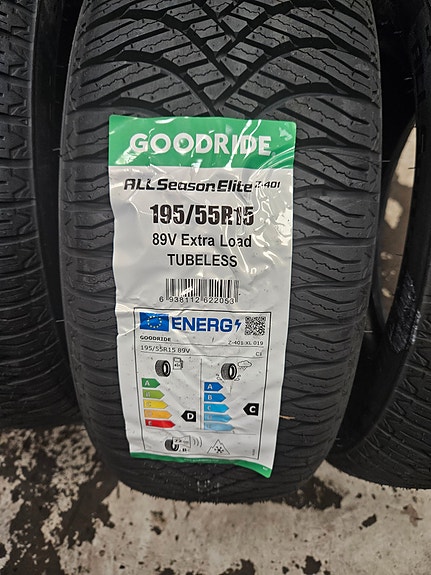 GOODRIDE
ALL Season Elite Z-401
195/55R15
89V Extra Load
TUBELESS
6 938112 622053
ENERG
GOODRIDE
Z-401 XL 019
195/55R15 89V
C1
A
B
C
D
E
D
A
B
C
D
E
C
B